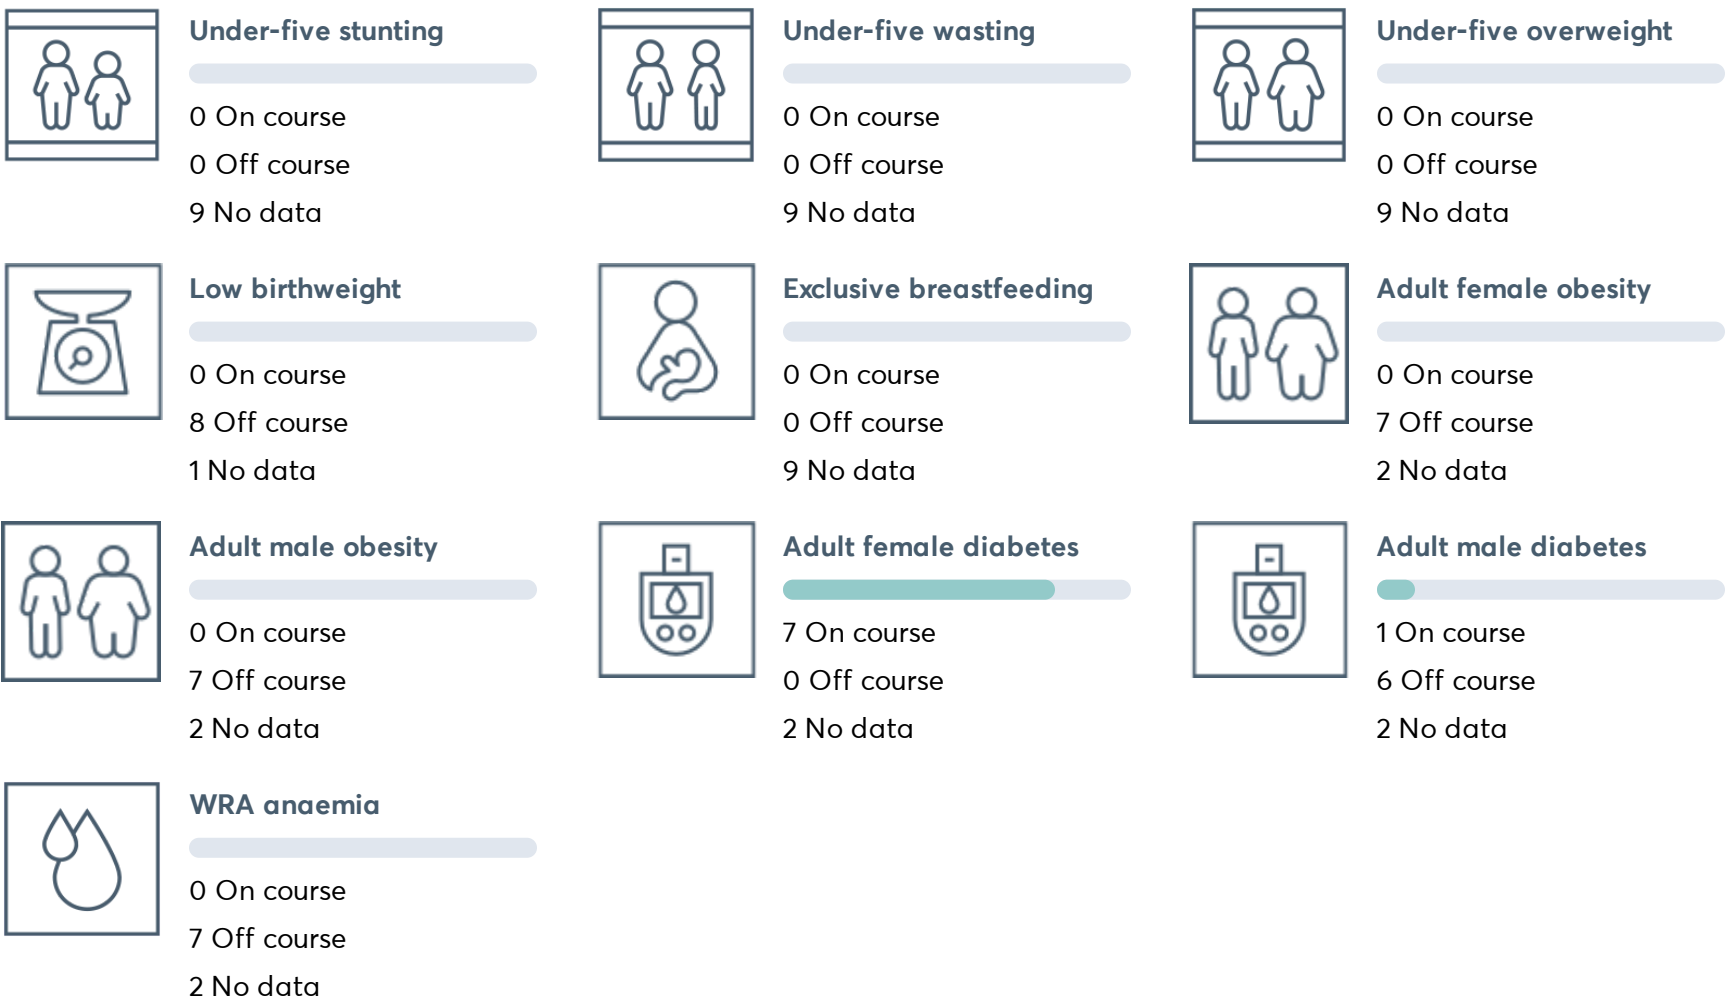 Under-five stunting
0 On course
0 Off course
9 No data
Under-five wasting
0 On course
0 Off course
9 No data
Under-five overweight
0 On course
0 Off course
9 No data
Low birthweight
0 On course
8 Off course
1 No data
Exclusive breastfeeding
0 On course
0 Off course
9 No data
Adult female obesity
0 On course
7 Off course
2 No data
Adult male obesity
0 On course
7 Off course
2 No data
Adult female diabetes
7 On course
0 Off course
2 No data
Adult male diabetes
1 On course
6 Off course
2 No data
WRA anaemia
0 On course
7 Off course
2 No data